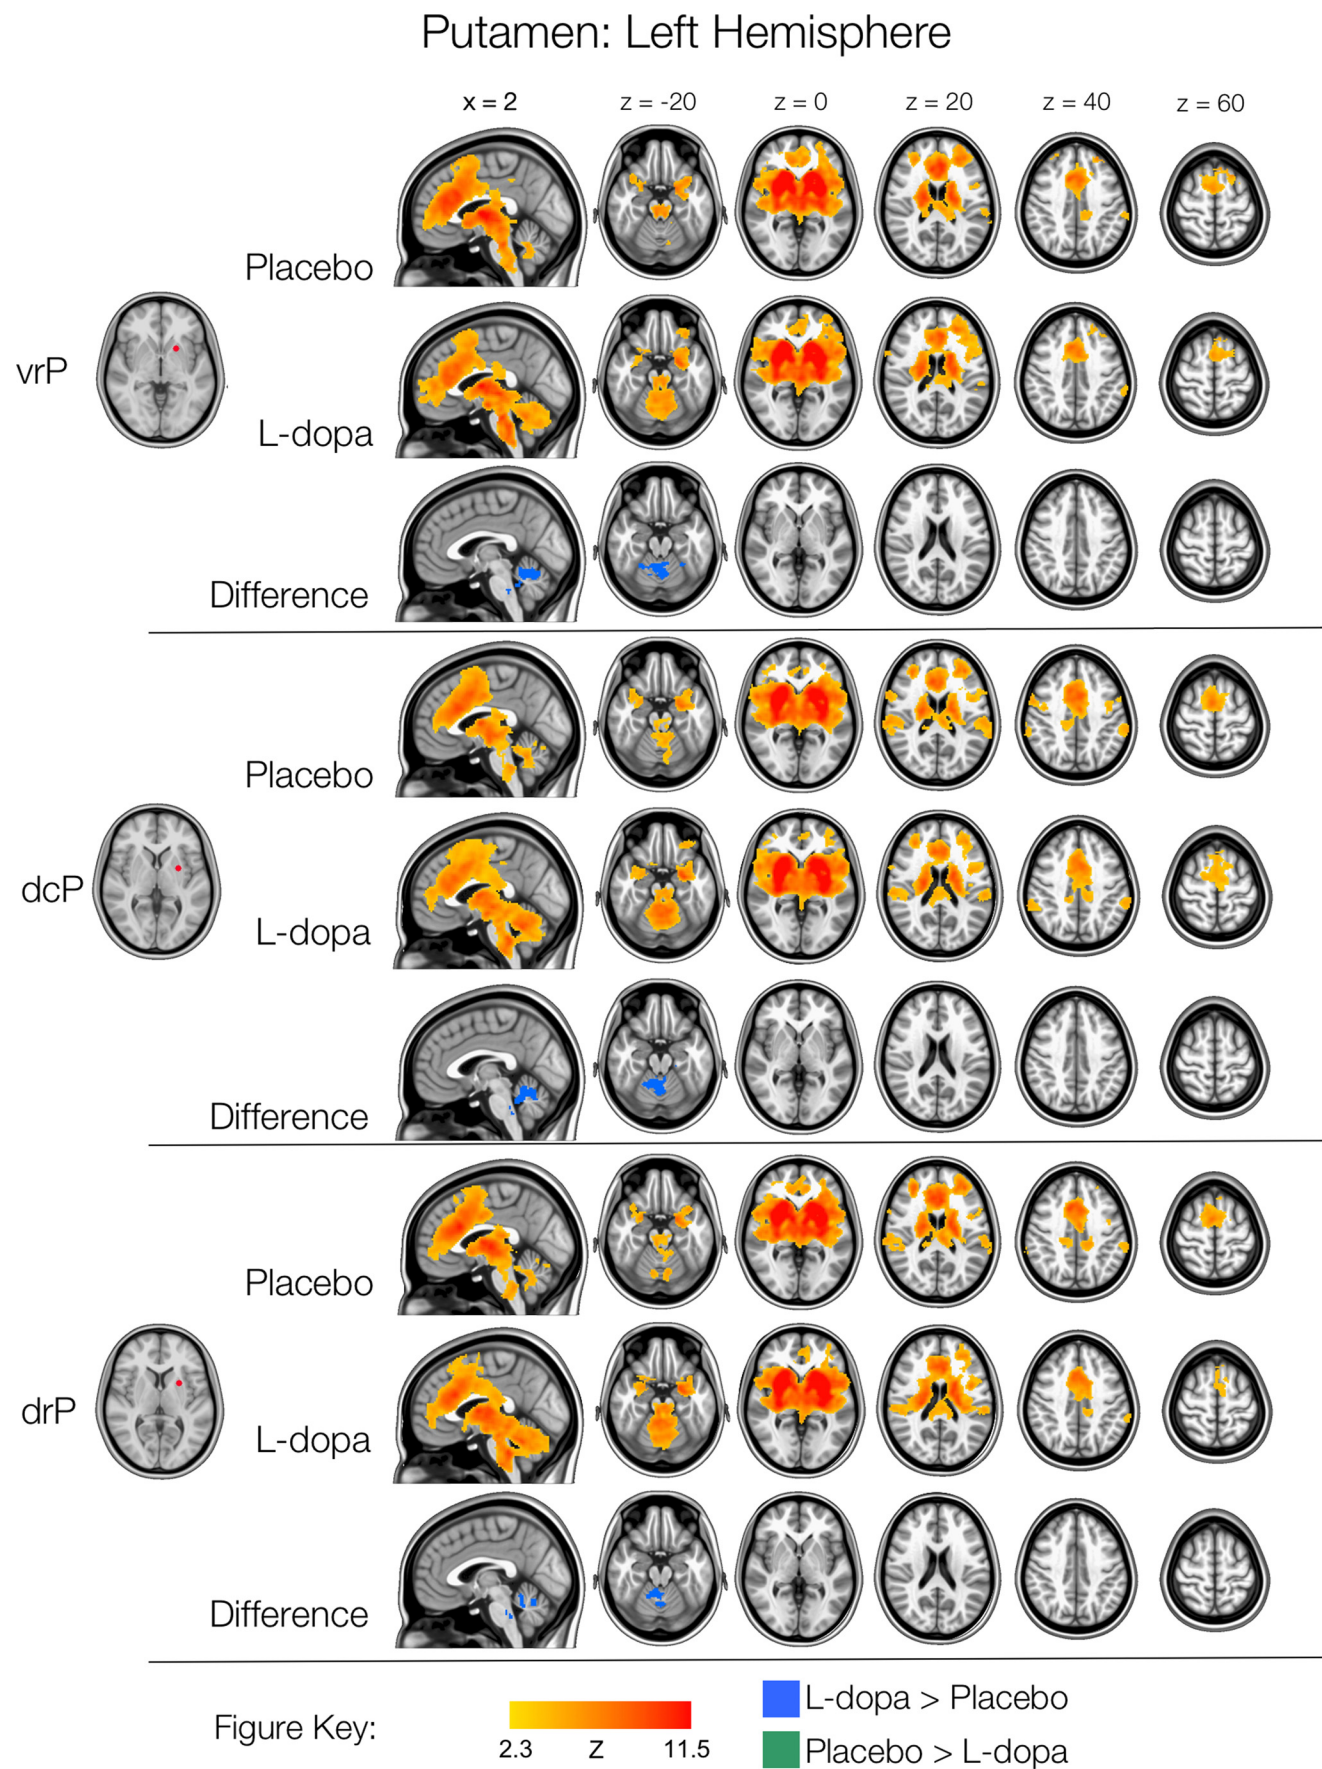 Putamen: Left Hemisphere
x = 2 z = -20 z = 0 z = 20 z = 40 z = 60
Placebo
vrP
L-dopa
Difference
Placebo
dcP
L-dopa
Difference
Placebo
drP
L-dopa
Difference
Figure Key:
2.3 Z 11.5
L-dopa > Placebo
Placebo > L-dopa